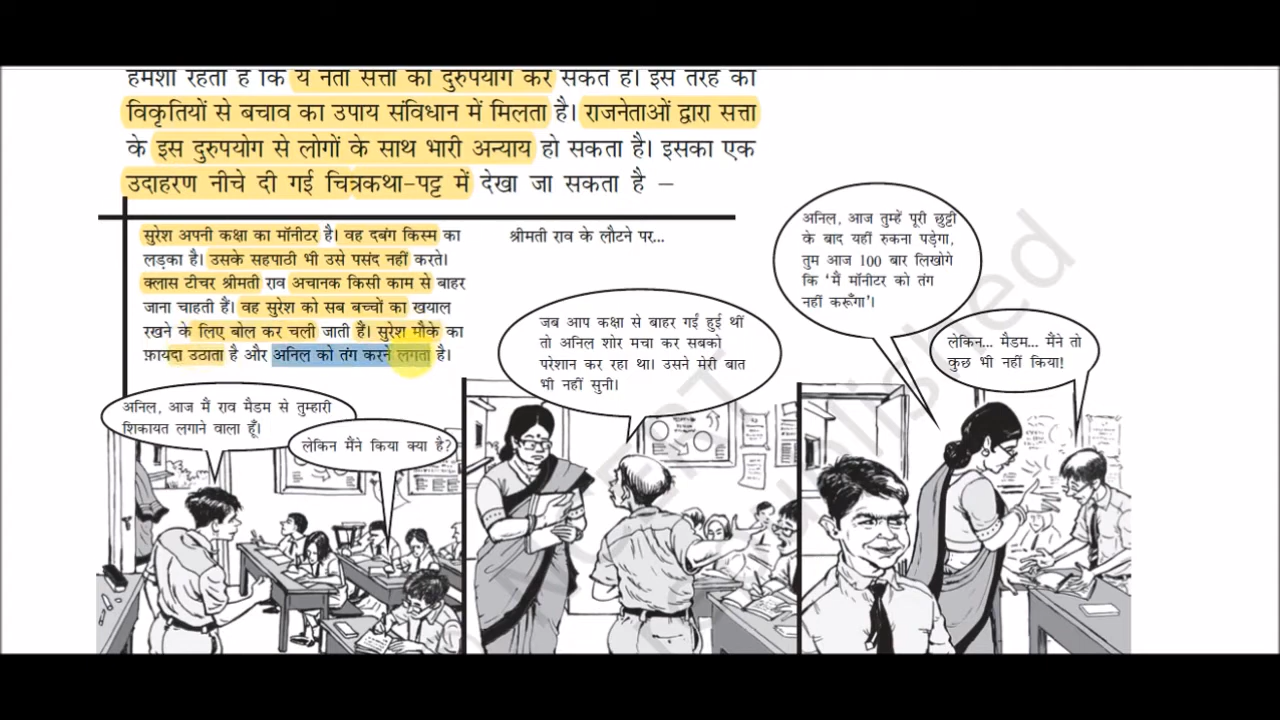 हमेशा रहता है कि ये नेता सत्ता का दुरुपयोग कर सकते हैं। इस तरह की
विकृतियों से बचाव का उपाय संविधान में मिलता है। राजनेताओं द्वारा सत्ता
के इस दुरुपयोग से लोगों के साथ भारी अन्याय हो सकता है। इसका एक
उदाहरण नीचे दी गई चित्रकथा-पट्ट में देखा जा सकता है –
सुरेश अपनी कक्षा का मॉनीटर है। वह दबंग किस्म का
लड़का है। उसके सहपाठी भी उसे पसंद नहीं करते।
क्लास टीचर श्रीमती राव अचानक किसी काम से बाहर
जाना चाहती हैं। वह सुरेश को सब बच्चों का खयाल
रखने के लिए बोल कर चली जाती हैं। सुरेश मौके का
फ़ायदा उठाता है और अनिल को तंग करने लगता है।
अनिल, आज मैं राव मैडम से तुम्हारी
शिकायत लगाने वाला हूँ।
लेकिन मैंने किया क्या है?
श्रीमती राव के लौटने पर...
जब आप कक्षा से बाहर गईं हुई थीं
तो अनिल शोर मचा कर सबको
परेशान कर रहा था। उसने मेरी बात
भी नहीं सुनी।
अनिल, आज तुम्हें पूरी छुट्टी
के बाद यहीं रुकना पड़ेगा,
तुम आज 100 बार लिखोगे
कि 'मैं मॉनीटर को तंग
नहीं करूँगा'।
लेकिन... मैडम... मैंने तो
कुछ भी नहीं किया!
NCERT